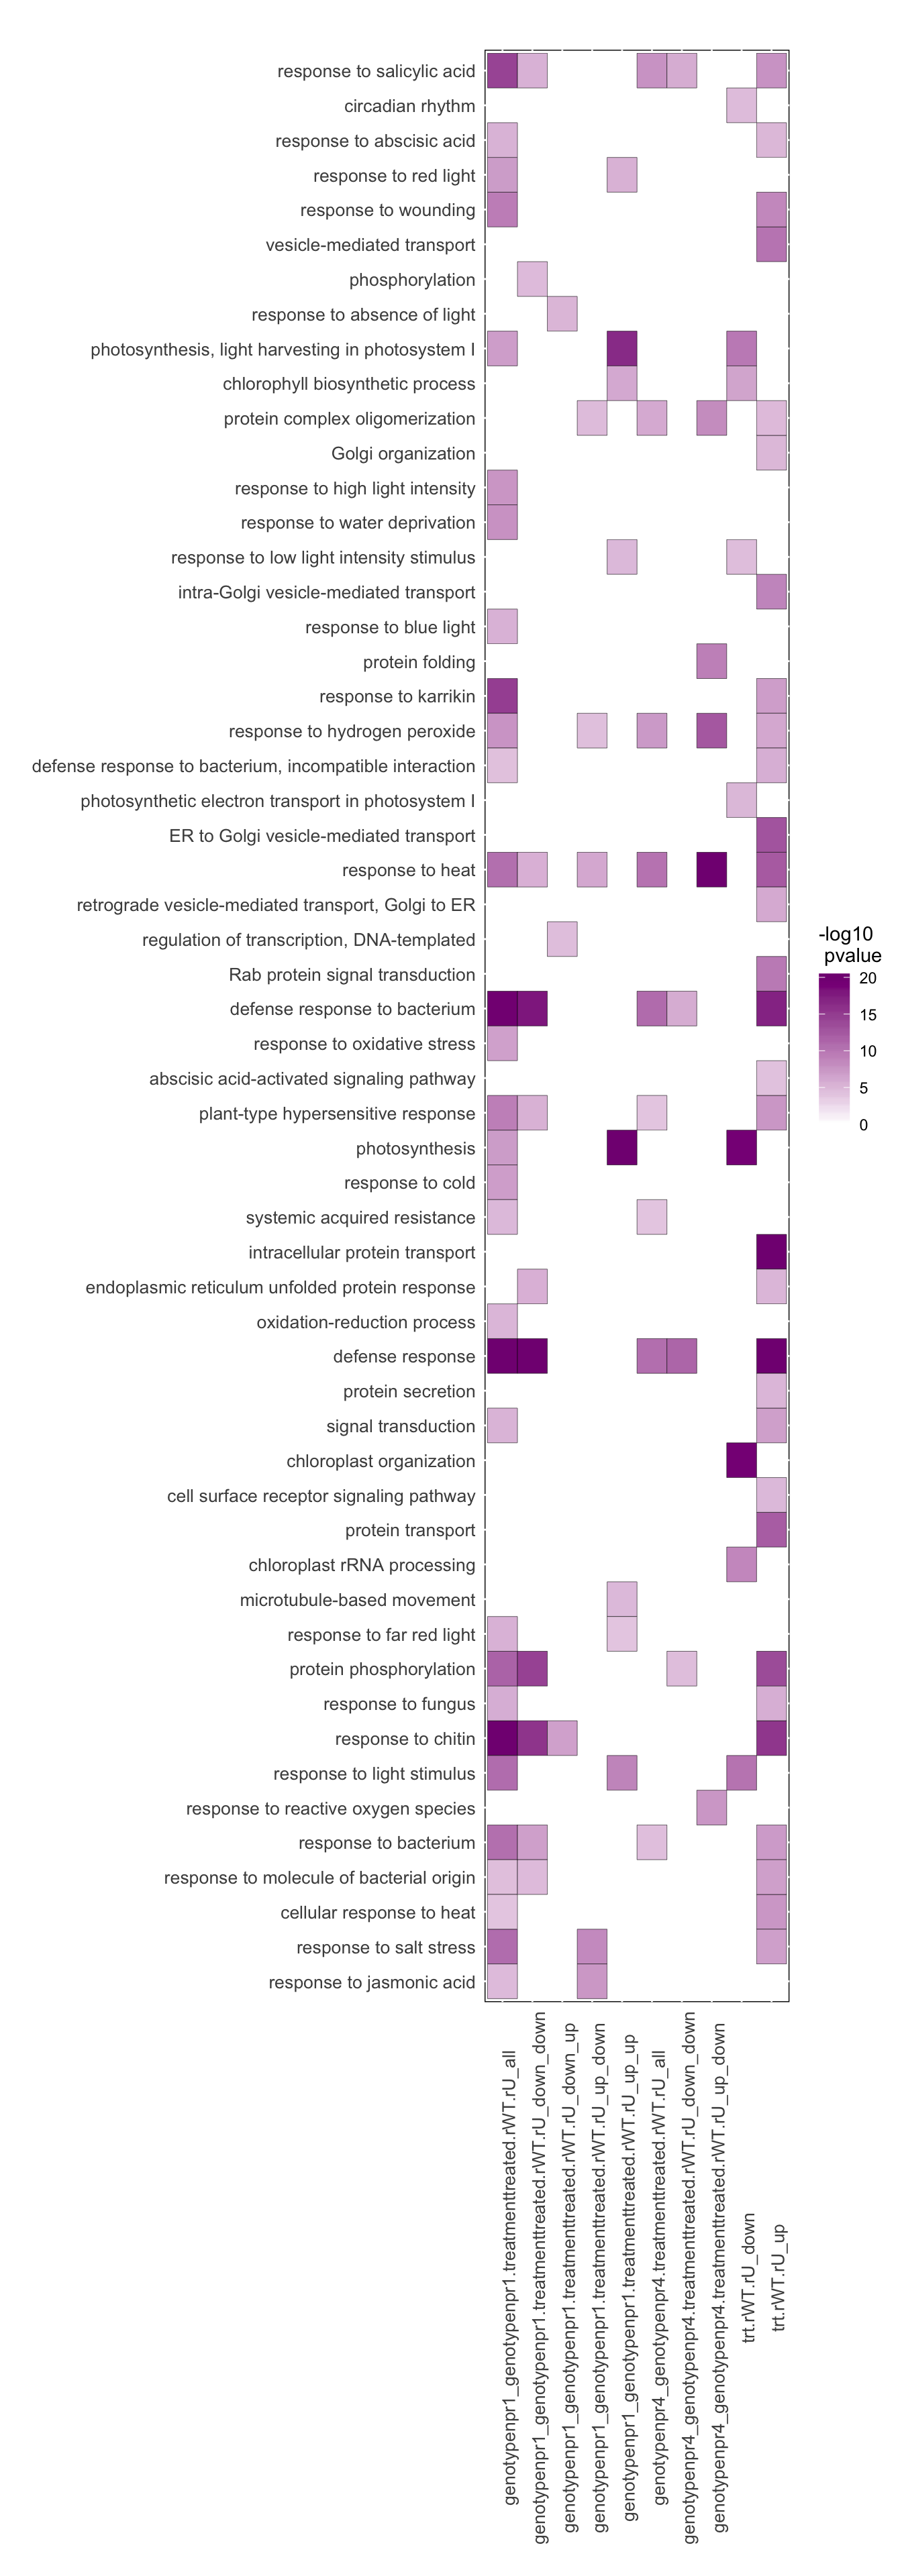 response to salicylic acid
circadian rhythm
response to abscisic acid
response to red light
response to wounding
vesicle-mediated transport
phosphorylation
response to absence of light
photosynthesis, light harvesting in photosystem I
chlorophyll biosynthetic process
protein complex oligomerization
Golgi organization
response to high light intensity
response to water deprivation
response to low light intensity stimulus
intra-Golgi vesicle-mediated transport
response to blue light
protein folding
response to karrikin
response to hydrogen peroxide
defense response to bacterium, incompatible interaction
photosynthetic electron transport in photosystem I
ER to Golgi vesicle-mediated transport
response to heat
retrograde vesicle-mediated transport, Golgi to ER
regulation of transcription, DNA-templated
Rab protein signal transduction
defense response to bacterium
response to oxidative stress
abscisic acid-activated signaling pathway
plant-type hypersensitive response
photosynthesis
response to cold
systemic acquired resistance
intracellular protein transport
endoplasmic reticulum unfolded protein response
oxidation-reduction process
defense response
protein secretion
signal transduction
chloroplast organization
cell surface receptor signaling pathway
protein transport
chloroplast rRNA processing
microtubule-based movement
response to far red light
protein phosphorylation
response to fungus
response to chitin
response to light stimulus
response to reactive oxygen species
response to bacterium
response to molecule of bacterial origin
cellular response to heat
response to salt stress
response to jasmonic acid
genotypenpr1_genotypenpr1.treatmenttreated.rWT.rU_all
genotypenpr1_genotypenpr1.treatmenttreated.rWT.rU_down_down
genotypenpr1_genotypenpr1.treatmenttreated.rWT.rU_down_up
genotypenpr1_genotypenpr1.treatmenttreated.rWT.rU_up_down
genotypenpr1_genotypenpr1.treatmenttreated.rWT.rU_up_up
genotypenpr4_genotypenpr4.treatmenttreated.rWT.rU_all
genotypenpr4_genotypenpr4.treatmenttreated.rWT.rU_down_down
genotypenpr4_genotypenpr4.treatmenttreated.rWT.rU_up_down
trt.rWT.rU_down
trt.rWT.rU_up
-log10
pvalue
20
15
10
5
0